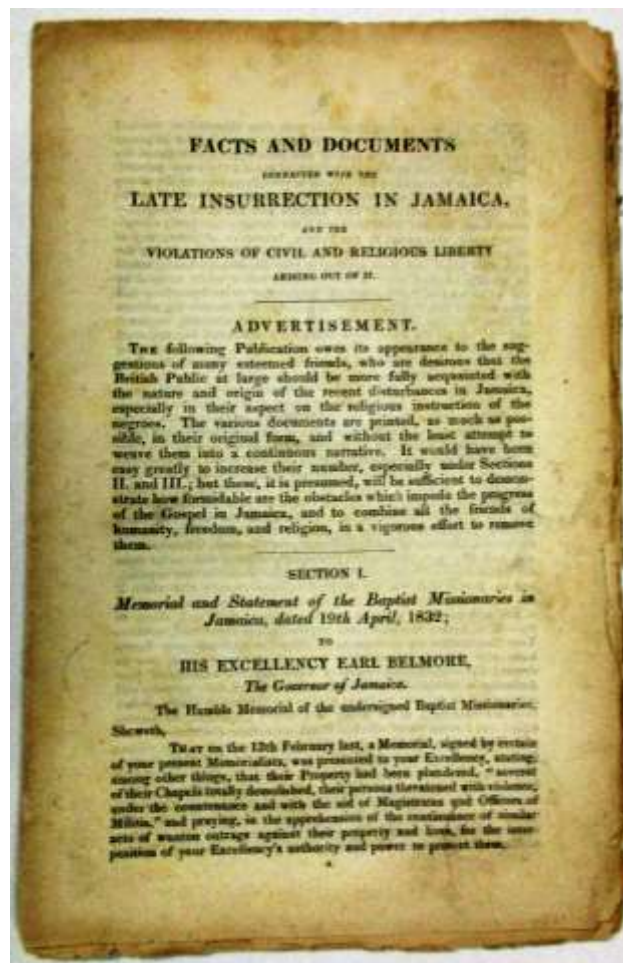 FACTS AND DOCUMENTS
CONNECTED WITH THE
LATE INSURRECTION IN JAMAICA,
AND THE
VIOLATIONS OF CIVIL AND RELIGIOUS LIBERTY
ARISING OUT OF IT.
ADVERTISEMENT.
THE following Publication owes its appearance to the sug-
gestions of many esteemed friends, who are desirous that the
British Public at large should be more fully acquainted with
the nature and origin of the recent disturbances in Jamaica,
especially in their aspect on the religious instruction of the
negroes. The various documents are printed, as much as pos-
sible, in their original form, and without the least attempt to
weave them into a continuous narrative. It would have been
easy greatly to increase their number, especially under Sections
II. and III.; but these, it is presumed, will be sufficient to demon-
strate how formidable are the obstacles which impede the progress
of the Gospel in Jamaica, and to combine all the friends of
humanity, freedom, and religion, in a vigorous effort to remove
them.
SECTION I.
Memorial and Statement of the Baptist Missionaries in
Jamaica, dated 19th April, 1832;
TO
HIS EXCELLENCY EARL BELMORE,
The Governor of Jamaica.
The Humble Memorial of the undersigned Baptist Missionaries,
Sheweth,
THAT on the 13th February last, a Memorial, signed by certain
of your present Memorialists, was presented to your Excellency, stating,
among other things, that their Property had been plundered, "several
of their Chapels totally demolished, their persons threatened with violence,
under the countenance and with the aid of Magistrates and Officers of
Militia," and praying, in the apprehension of the continuance of similar
acts of wanton outrage against their property and lives, for the inter-
position of your Excellency's authority and power to protect them.